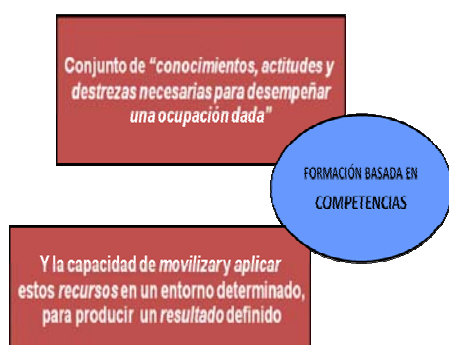 Conjunto de “conocimientos, actitudes y
destrezas necesarias para desempeñar
una ocupación dada”
FORMACIÓN BASADA EN
COMPETENCIAS
Y la capacidad de movilizar y aplicar
estos recursos en un entorno determinado,
para producir un resultado definido